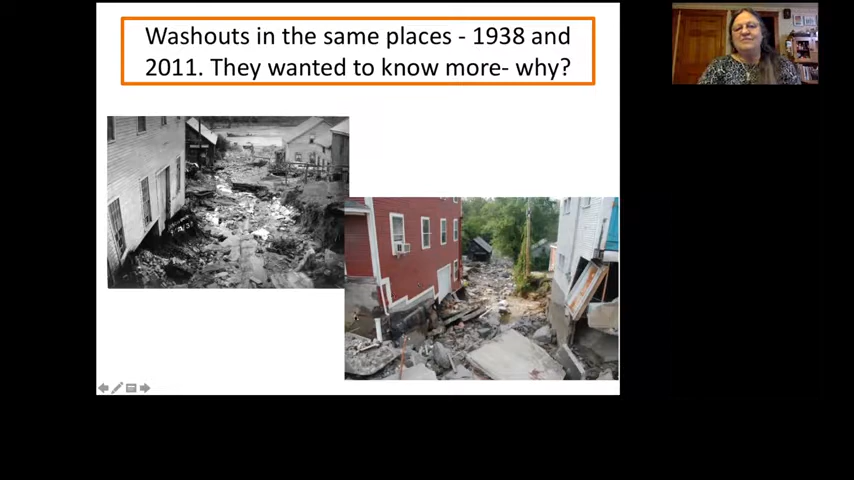 Washouts in the same places - 1938 and
2011. They wanted to know more- why?